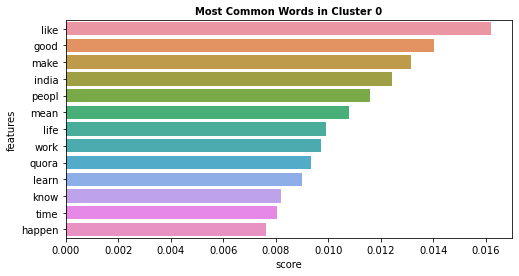 Most Common Words in Cluster 0
like
good
make
india
peopl
mean
life
work
quora
learn
know
time
happen
features
0.000 0.002 0.004 0.006 0.008 0.010 0.012 0.014 0.016
score